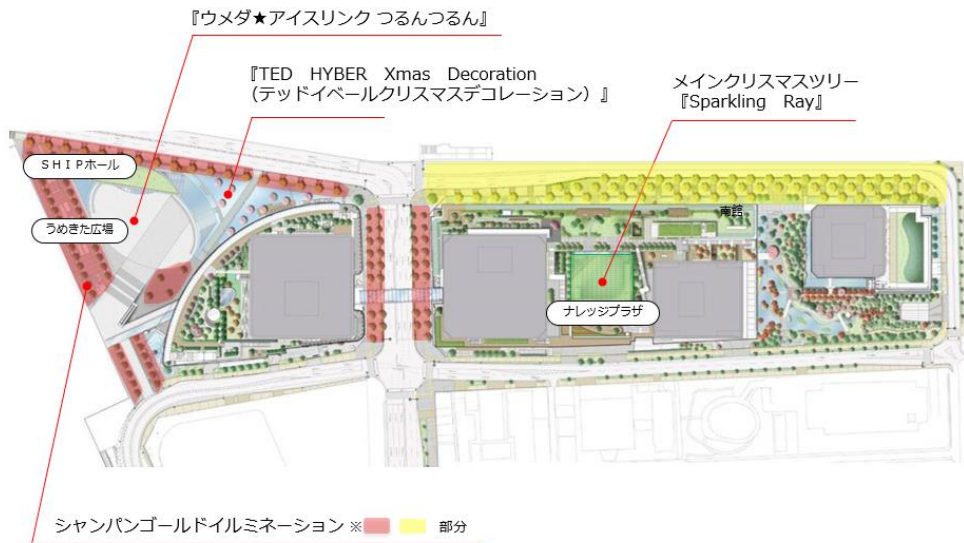 『ウメダ★アイスリンク つるんつるん』
『TED HYBER Xmas Decoration
（テッドイベールクリスマスデコレーション）』
メインクリスマスツリー
『Sparkling Ray』
ＳＨＩＰホール
うめきた広場
南館
ナレッジプラザ
シャンパンゴールドイルミネーション ※ 部分